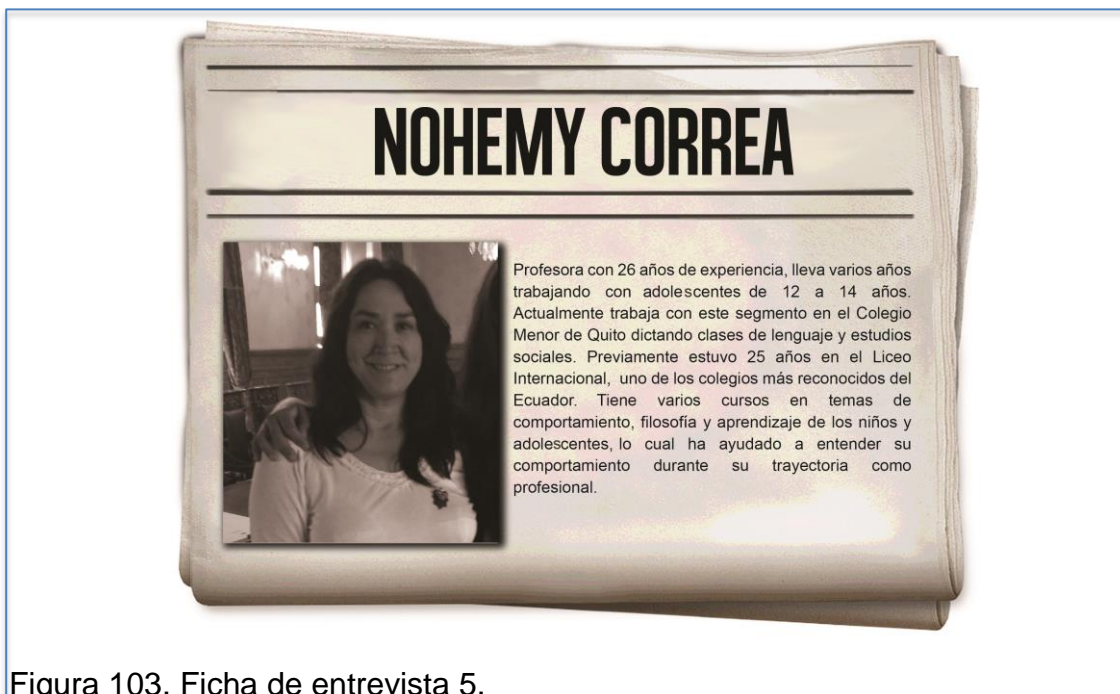 NOHEMY CORREA
Profesora con 26 años de experiencia, lleva varios años
trabajando con adolescentes de 12 a 14 años.
Actualmente trabaja con este segmento en el Colegio
Menor de Quito dictando clases de lenguaje y estudios
sociales. Previamente estuvo 25 años en el Liceo
Internacional, uno de los colegios más reconocidos del
Ecuador. Tiene varios cursos en temas de
comportamiento, filosofía y aprendizaje de los niños y
adolescentes, lo cual ha ayudado a entender su
comportamiento durante su trayectoria como
profesional.
Figura 103. Ficha de entrevista 5.